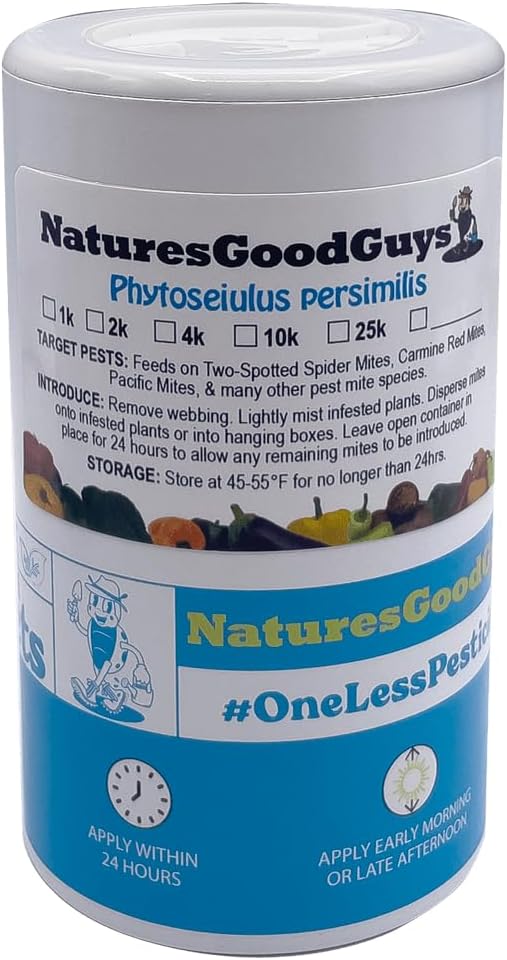 NaturesGoodGuys
Phytoseiulus persimilis
1k 2k 4k 10k 25k
TARGET PESTS: Feeds on Two-Spotted Spider Mites, Carmine Red Mites,
Pacific Mites, & many other pest mite species.
INTRODUCE: Remove webbing. Lightly mist infested plants. Disperse mites
onto infested plants or into hanging boxes. Leave open container in
place for 24 hours to allow any remaining mites to be introduced.
STORAGE: Store at 45-55°F for no longer than 24hrs.
NaturesGoodG
ts
#OneLessPestic
APPLY WITHIN
24 HOURS
APPLY EARLY MORNING
OR LATE AFTERNOON